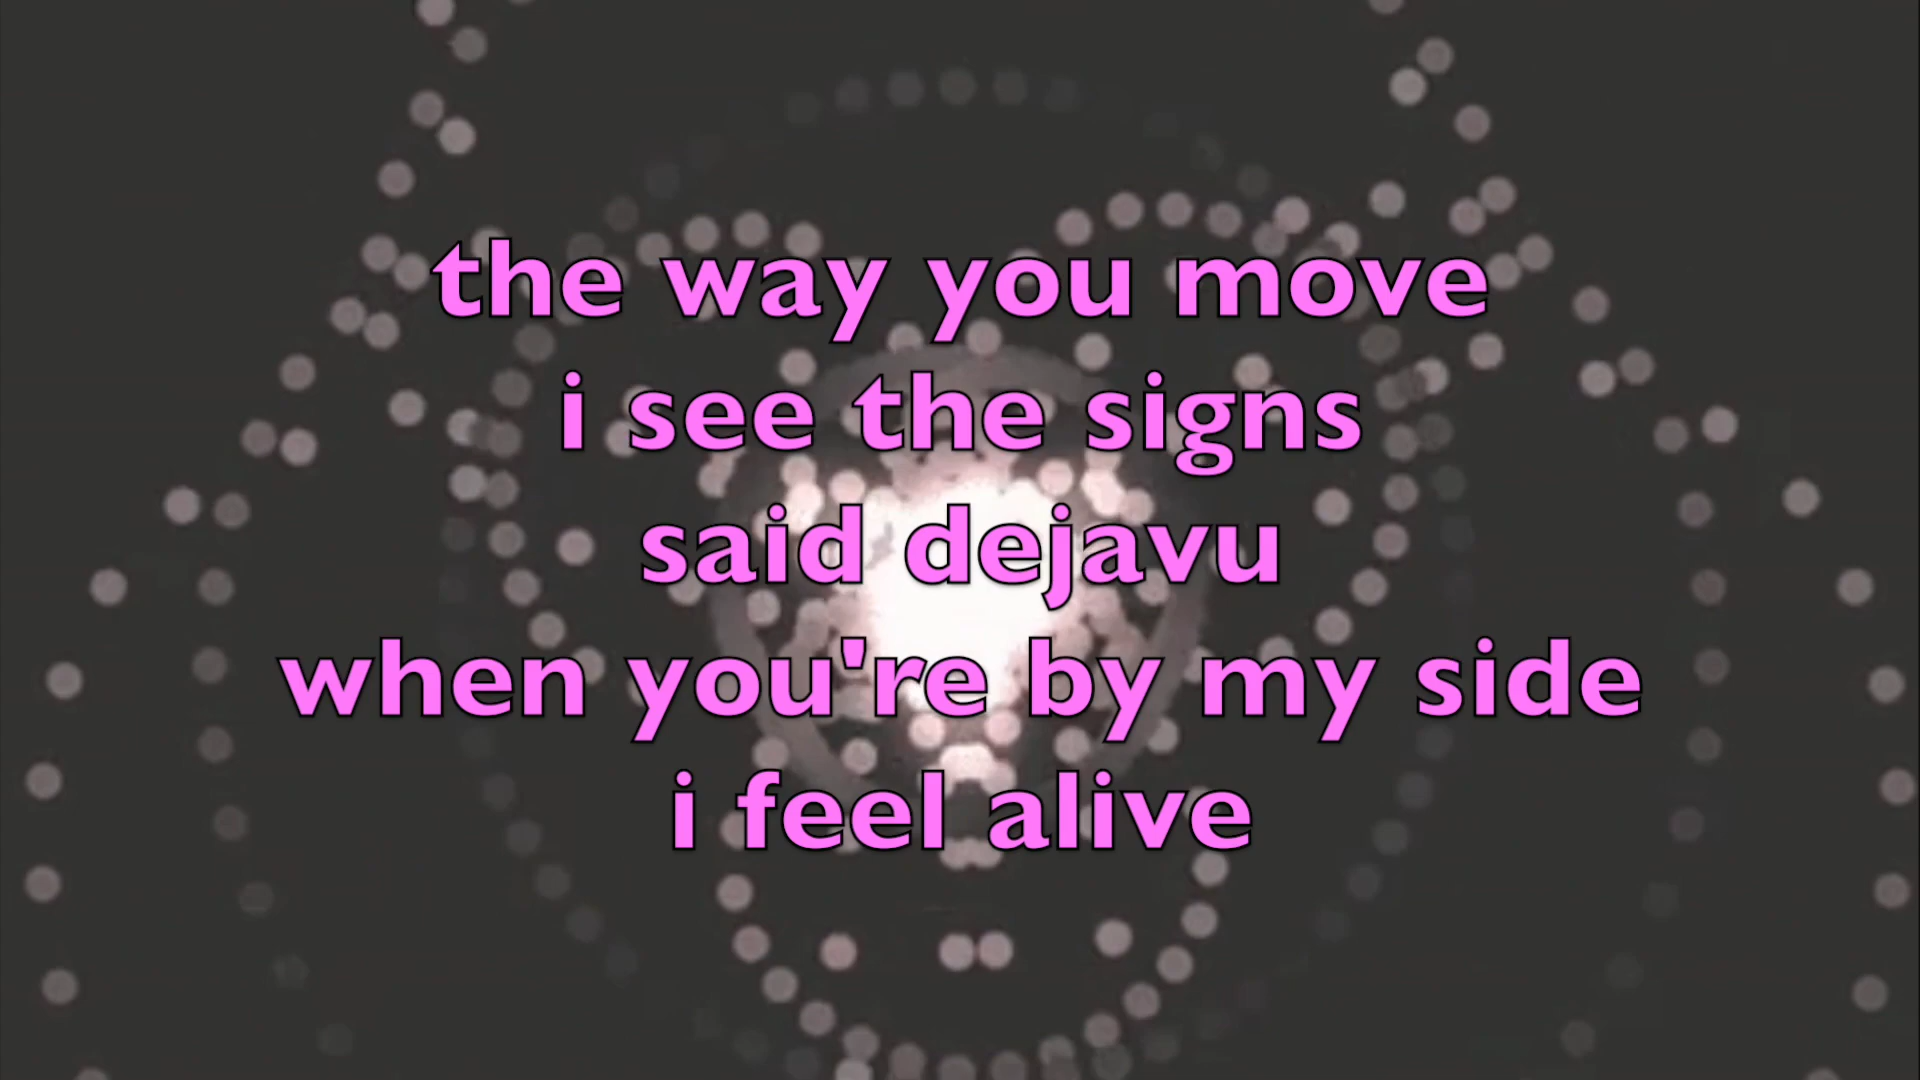 the way you move
i see the signs
said dejavu
when you're by my side
i feel alive